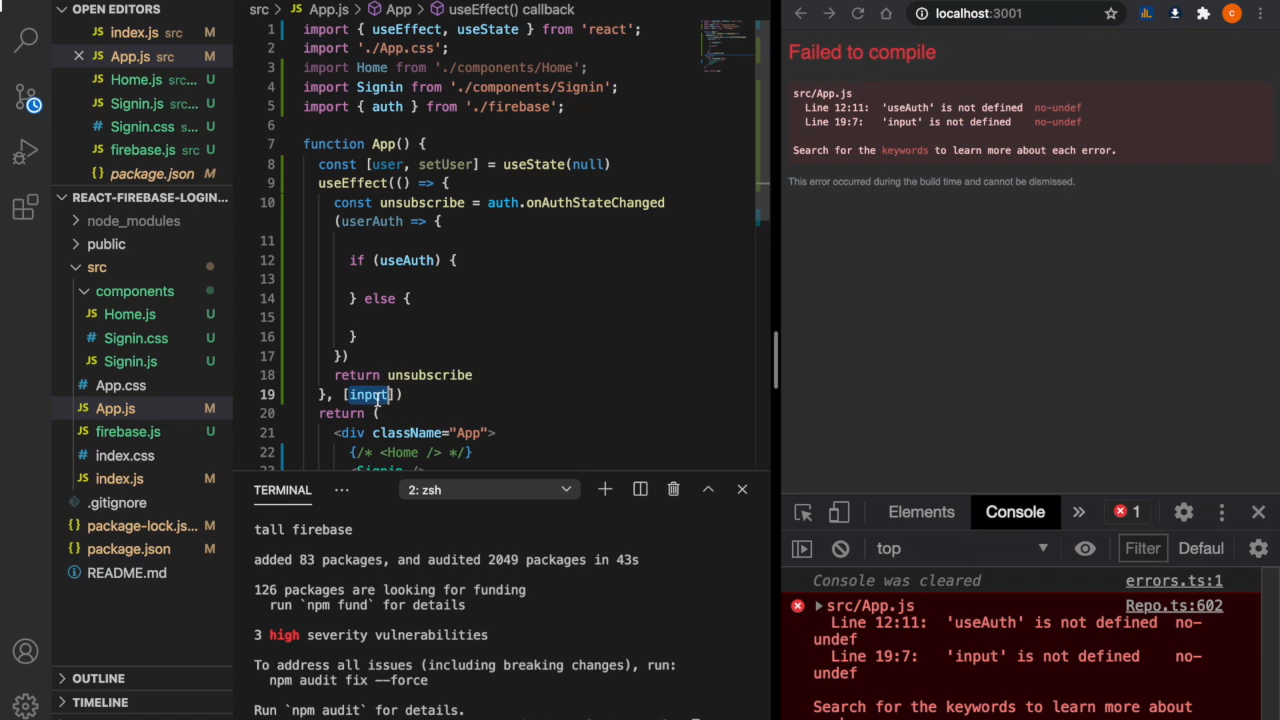 OPEN EDITORS
index.js src M
App.js src M
Home.js src... U
Signin.js src... U
Signin.css s... U
firebase.js src U
package.json
REACT-FIREBASE-LOGIN...
node_modules
public
src
components
Home.js U
Signin.css U
Signin.js U
App.css
App.js M
firebase.js U
index.css
index.js M
.gitignore
package-lock.js... M
package.json M
README.md
OUTLINE
TIMELINE
src > App.js > App > useEffect() callback
1 import { useEffect, useState } from 'react';
2 import './App.css';
3 import Home from './components/Home';
4 import Signin from './components/Signin';
5 import { auth } from './firebase';
6
7 function App() {
8 const [user, setUser] = useState(null)
9 useEffect(() => {
10 const unsubscribe = auth.onAuthStateChanged
(userAuth => {
11
12 if (useAuth) {
13
14 } else {
15
16 }
17 })
18 return unsubscribe
19 }, [input])
20 return (
21 <div className="App">
22 {/* <Home /> */}
23 <Signin />
TERMINAL ... 2: zsh
tall firebase
added 83 packages, and audited 2049 packages in 43s
126 packages are looking for funding
run `npm fund` for details
3 high severity vulnerabilities
To address all issues (including breaking changes), run:
npm audit fix --force
Run `npm audit` for details.
localhost:3001
C
Failed to compile
src/App.js
Line 12:11: 'useAuth' is not defined no-undef
Line 19:7: 'input' is not defined no-undef
Search for the keywords to learn more about each error.
This error occurred during the build time and cannot be dismissed.
Elements Console » 1
top Filter Defaul
Console was cleared errors.ts:1
src/App.js Repo.ts:602
Line 12:11: 'useAuth' is not defined no-
undef
Line 19:7: 'input' is not defined no-
undef
Search for the keywords to learn more about